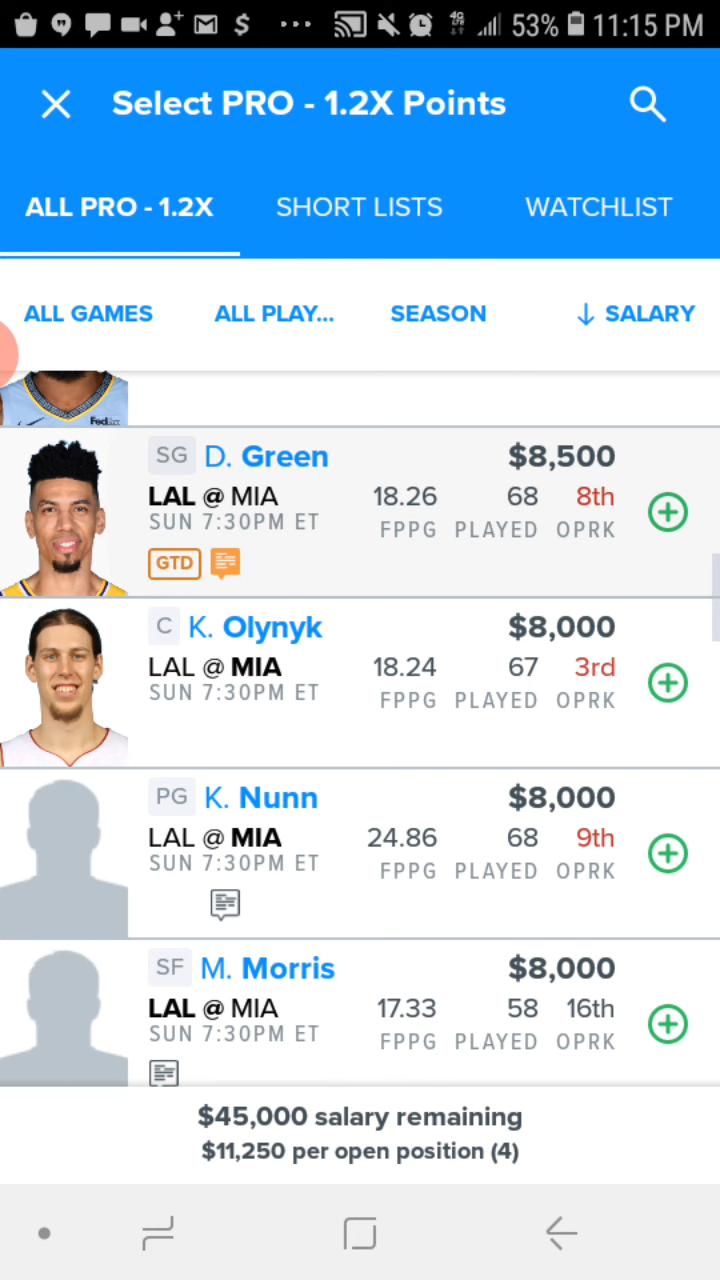 $ ... 4G 53% 11:15 PM
Select PRO - 1.2X Points
ALL PRO - 1.2X SHORT LISTS WATCHLIST
ALL GAMES ALL PLAY... SEASON ↓ SALARY
FedEx
SG D. Green $8,500
LAL @ MIA 18.26 68 8th
SUN 7:30PM ET FPPG PLAYED OPRK
GTD
C K. Olynyk $8,000
LAL @ MIA 18.24 67 3rd
SUN 7:30PM ET FPPG PLAYED OPRK
PG K. Nunn $8,000
LAL @ MIA 24.86 68 9th
SUN 7:30PM ET FPPG PLAYED OPRK
SF M. Morris $8,000
LAL @ MIA 17.33 58 16th
SUN 7:30PM ET FPPG PLAYED OPRK
$45,000 salary remaining
$11,250 per open position (4)